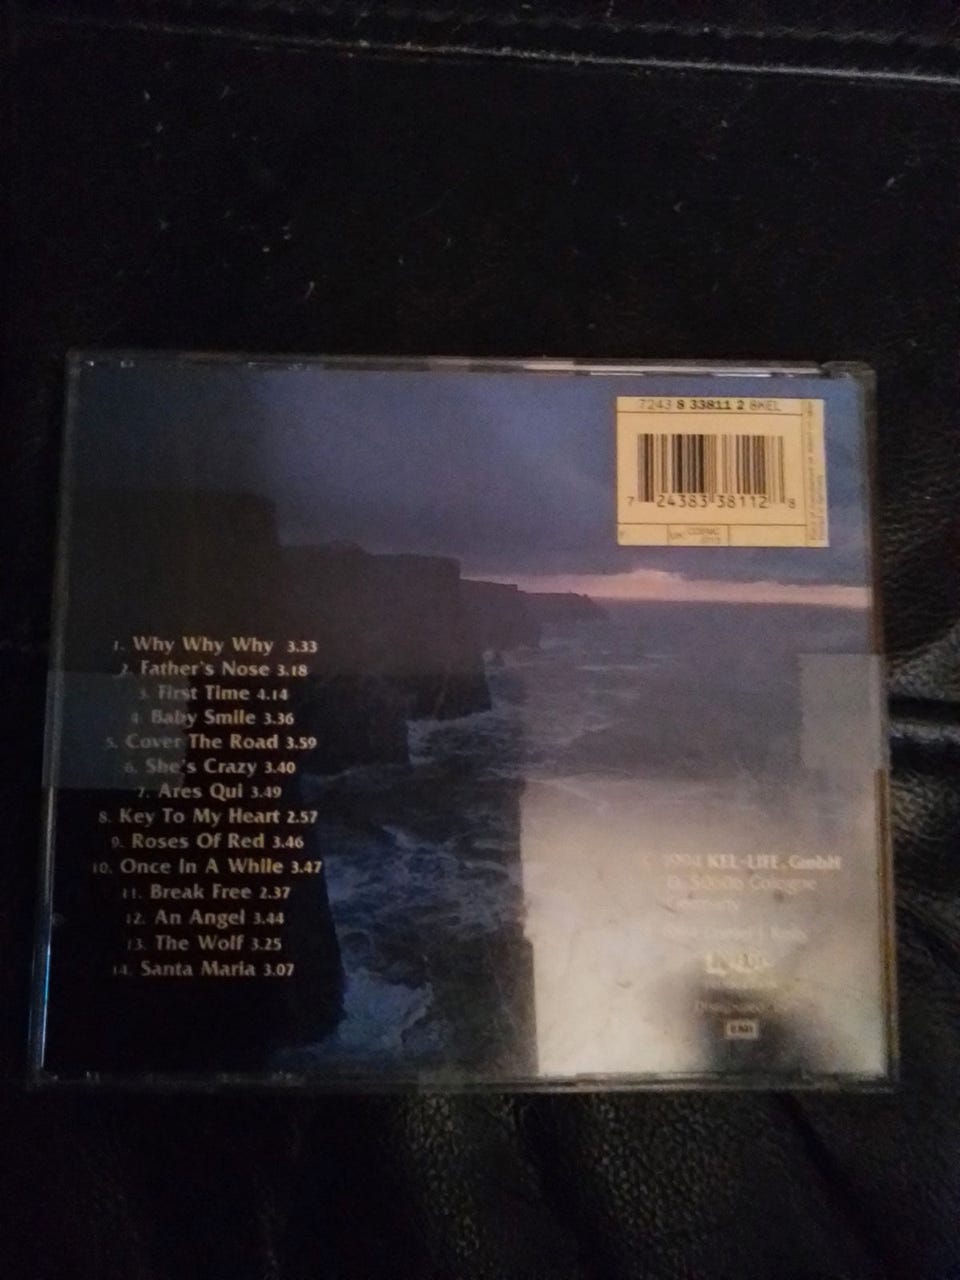 7243 8 33811 2 8KEL
7 24383 38112 8
UK:
1. Why Why Why 3.33
2. Father's Nose 3.18
3. First Time 4.14
4. Baby Smile 3.36
5. Cover The Road 3.59
6. She's Crazy 3.40
7. Ares Qui 3.49
8. Key To My Heart 2.57
9. Roses Of Red 3.46
10. Once In A While 3.47
11. Break Free 2.37
12. An Angel 3.44
13. The Wolf 3.25
14. Santa Maria 3.07
1994 KEL-LIFE, GmbH
Cologne
Germany
EMI